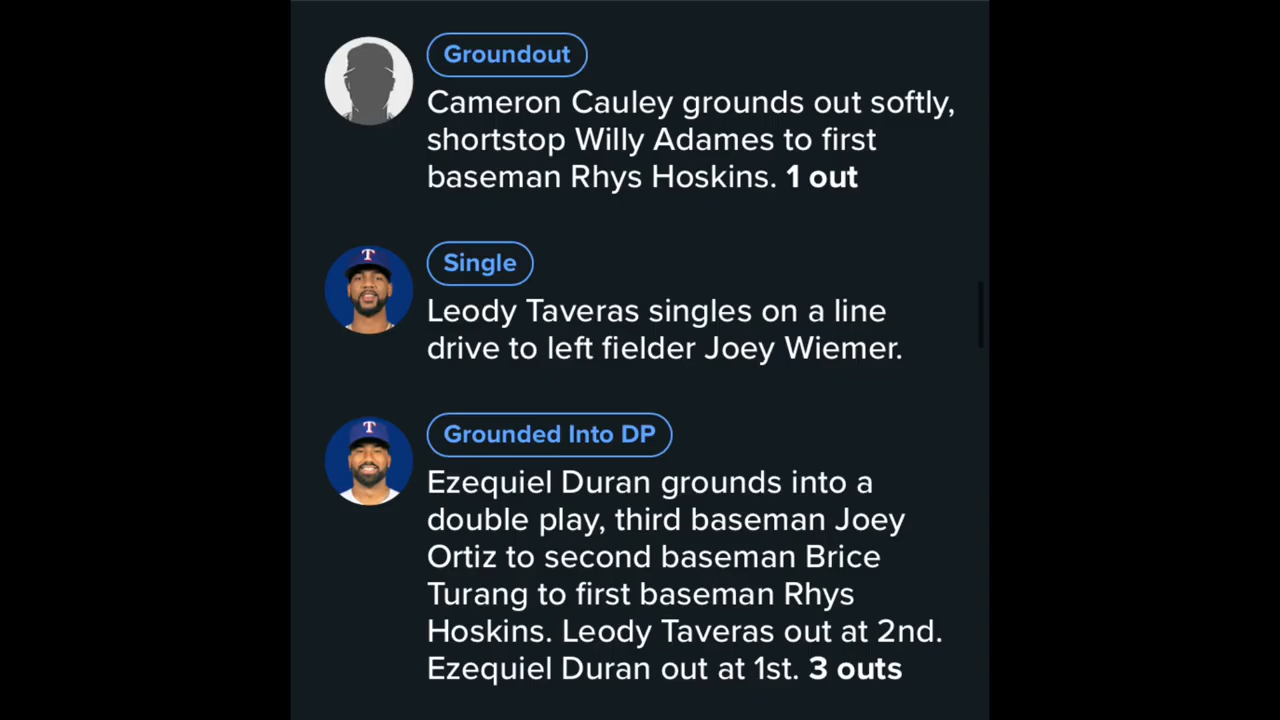 Groundout
Cameron Cauley grounds out softly,
shortstop Willy Adames to first
baseman Rhys Hoskins. 1 out
T
Single
Leody Taveras singles on a line
drive to left fielder Joey Wiemer.
T
Grounded Into DP
Ezequiel Duran grounds into a
double play, third baseman Joey
Ortiz to second baseman Brice
Turang to first baseman Rhys
Hoskins. Leody Taveras out at 2nd.
Ezequiel Duran out at 1st. 3 outs